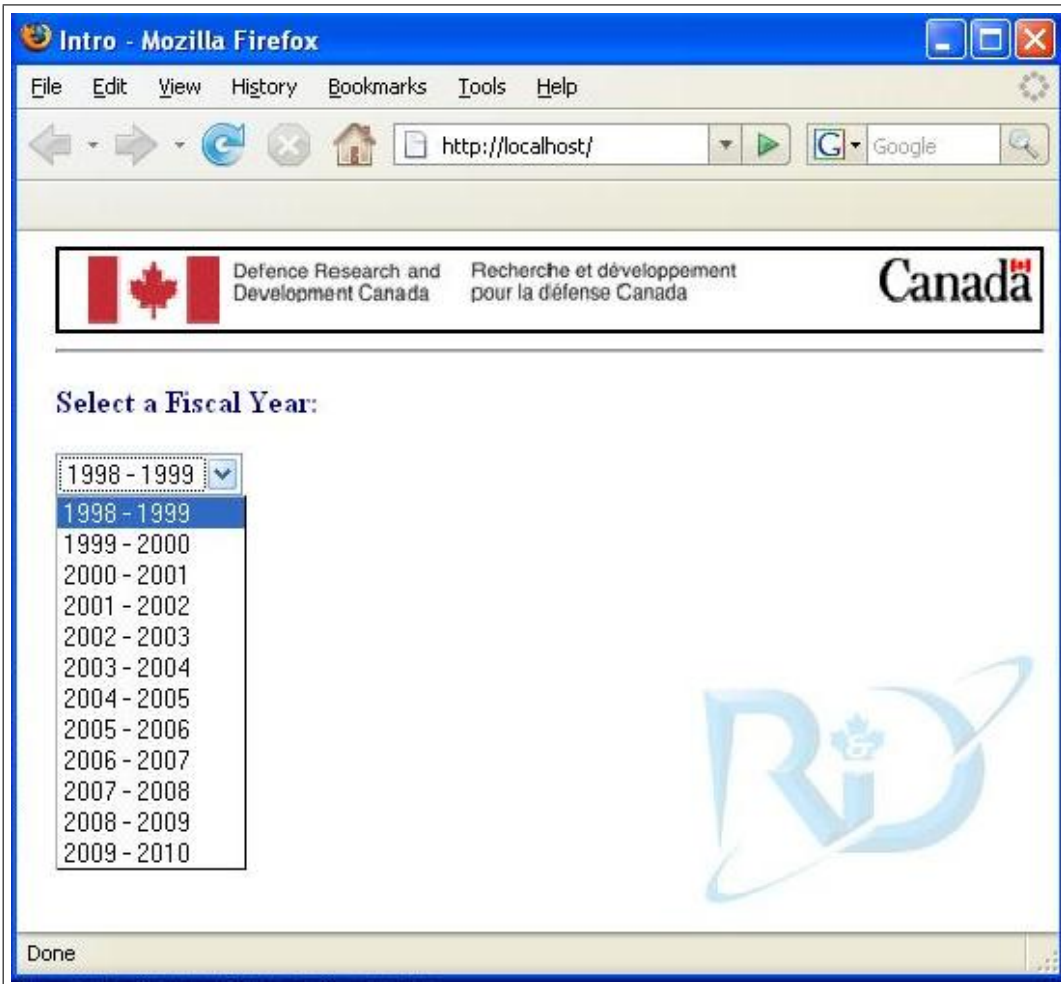 Intro - Mozilla Firefox
File Edit View History Bookmarks Tools Help
http://localhost/ G Google
Defence Research and Recherche et développement Canada
Development Canada pour la défense Canada
Select a Fiscal Year:
1998 - 1999
1998 - 1999
1999 - 2000
2000 - 2001
2001 - 2002
2002 - 2003
2003 - 2004
2004 - 2005
2005 - 2006
2006 - 2007
2007 - 2008
2008 - 2009
2009 - 2010
R&D
Done